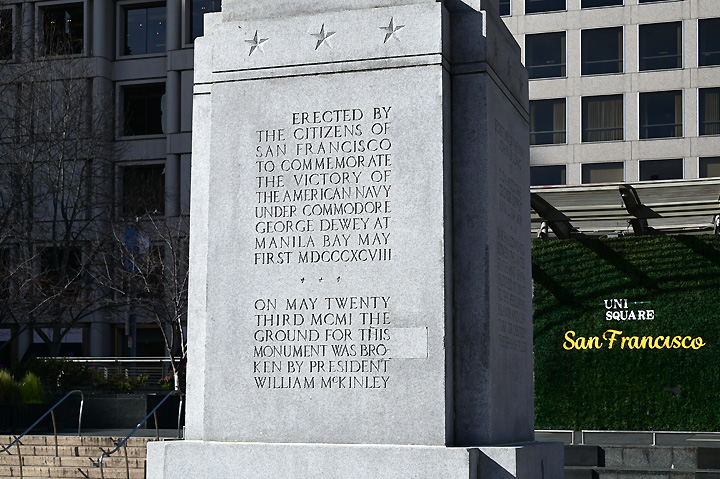 ERECTED BY
THE CITIZENS OF
SAN FRANCISCO
TO COMMEMORATE
THE VICTORY OF
THE AMERICAN NAVY
UNDER COMMODORE
GEORGE DEWEY AT
MANILA BAY MAY
FIRST MDCCCXCVIII
ON MAY TWENTY
THIRD MCMI THE
GROUND FOR THIS
MONUMENT WAS BRO-
KEN BY PRESIDENT
WILLIAM McKINLEY
UNI
SQUARE
San Francisco